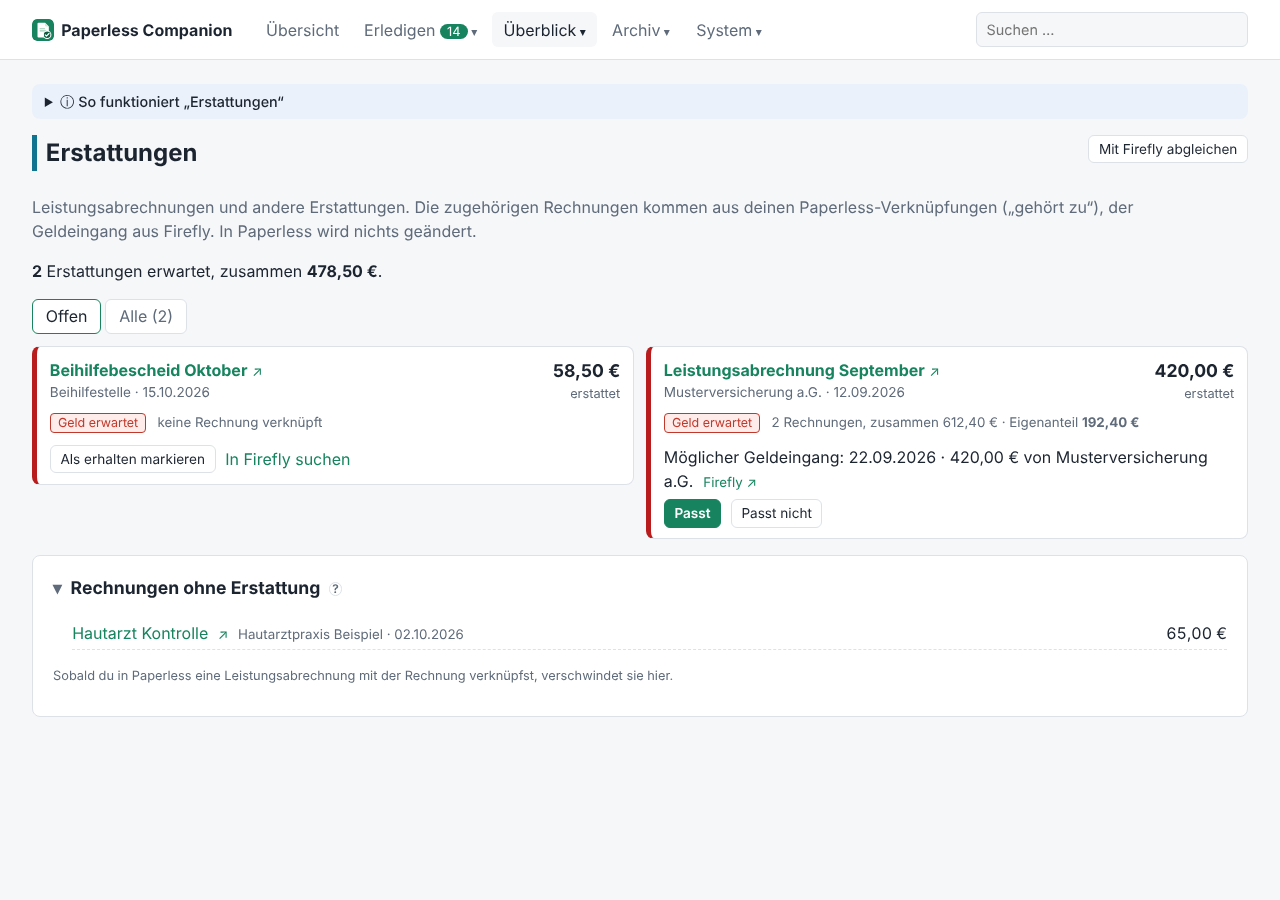 Paperless Companion
Übersicht
Erledigen 14 ▾
Überblick ▾
Archiv ▾
System ▾
Suchen ...
▶ ⓘ So funktioniert „Erstattungen“
Erstattungen
Mit Firefly abgleichen
Leistungsabrechnungen und andere Erstattungen. Die zugehörigen Rechnungen kommen aus deinen Paperless-Verknüpfungen („gehört zu“), der
Geldeingang aus Firefly. In Paperless wird nichts geändert.
2 Erstattungen erwartet, zusammen 478,50 €.
Offen
Alle (2)
Beihilfebescheid Oktober ↗
58,50 €
Beihilfestelle · 15.10.2026
erstattet
Geld erwartet
keine Rechnung verknüpft
Als erhalten markieren
In Firefly suchen
Leistungsabrechnung September ↗
420,00 €
Musterversicherung a.G. · 12.09.2026
erstattet
Geld erwartet
2 Rechnungen, zusammen 612,40 € · Eigenanteil 192,40 €
Möglicher Geldeingang: 22.09.2026 · 420,00 € von Musterversicherung
a.G. Firefly ↗
Passt
Passt nicht
▼ Rechnungen ohne Erstattung ?
Hautarzt Kontrolle ↗ Hautarztpraxis Beispiel · 02.10.2026
65,00 €
Sobald du in Paperless eine Leistungsabrechnung mit der Rechnung verknüpfst, verschwindet sie hier.